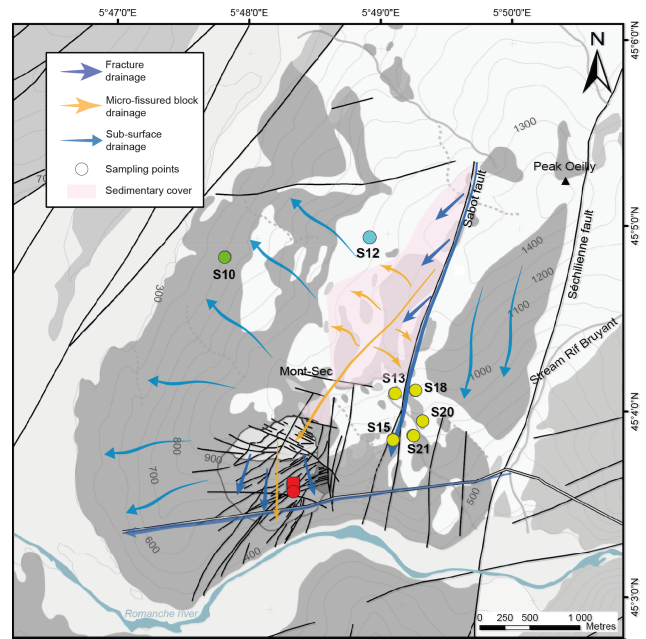 5°47'0"E
5°48'0"E
5°49'0"E
5°50'0"E
45°6'0"N
45°5'0"N
45°4'0"N
45°3'0"N
Fracture
drainage
Micro-fissured block
drainage
Sub-surface
drainage
Sampling points
Sedimentary cover
N
1300
Peak Oeilly
Sabot fault
Séchilienne fault
S12
S10
1400
1200
1100
1000
300
Stream Rif Bruyant
Mont-Sec
S13
S18
S20
S15
S21
800
900
700
500
600
400
Romanche river
0 250 500 1 000
Metres